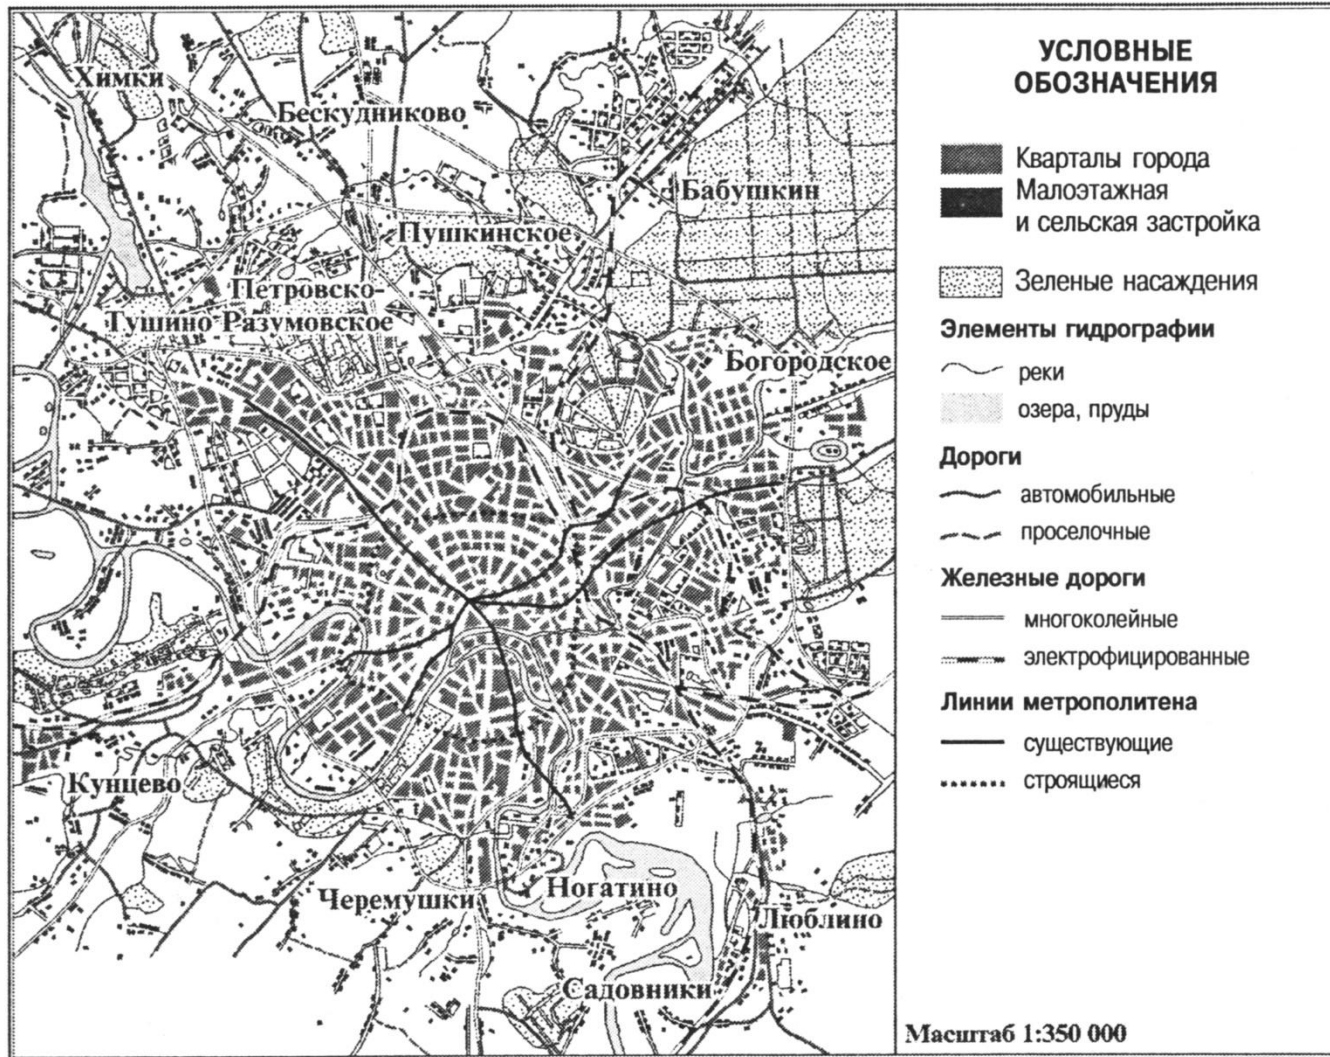 Химки
Бескудниково
Бабушкин
Пушкинское
Петровско-
Тушино Разумовское
Богородское
Кунцево
Черемушки
Ногатино
Люблино
Садовники
УСЛОВНЫЕ
ОБОЗНАЧЕНИЯ
Кварталы города
Малоэтажная
и сельская застройка
Зеленые насаждения
Элементы гидрографии
реки
озера, пруды
Дороги
автомобильные
проселочные
Железные дороги
многоколейные
электрофицированные
Линии метрополитена
существующие
строящиеся
Масштаб 1:350 000